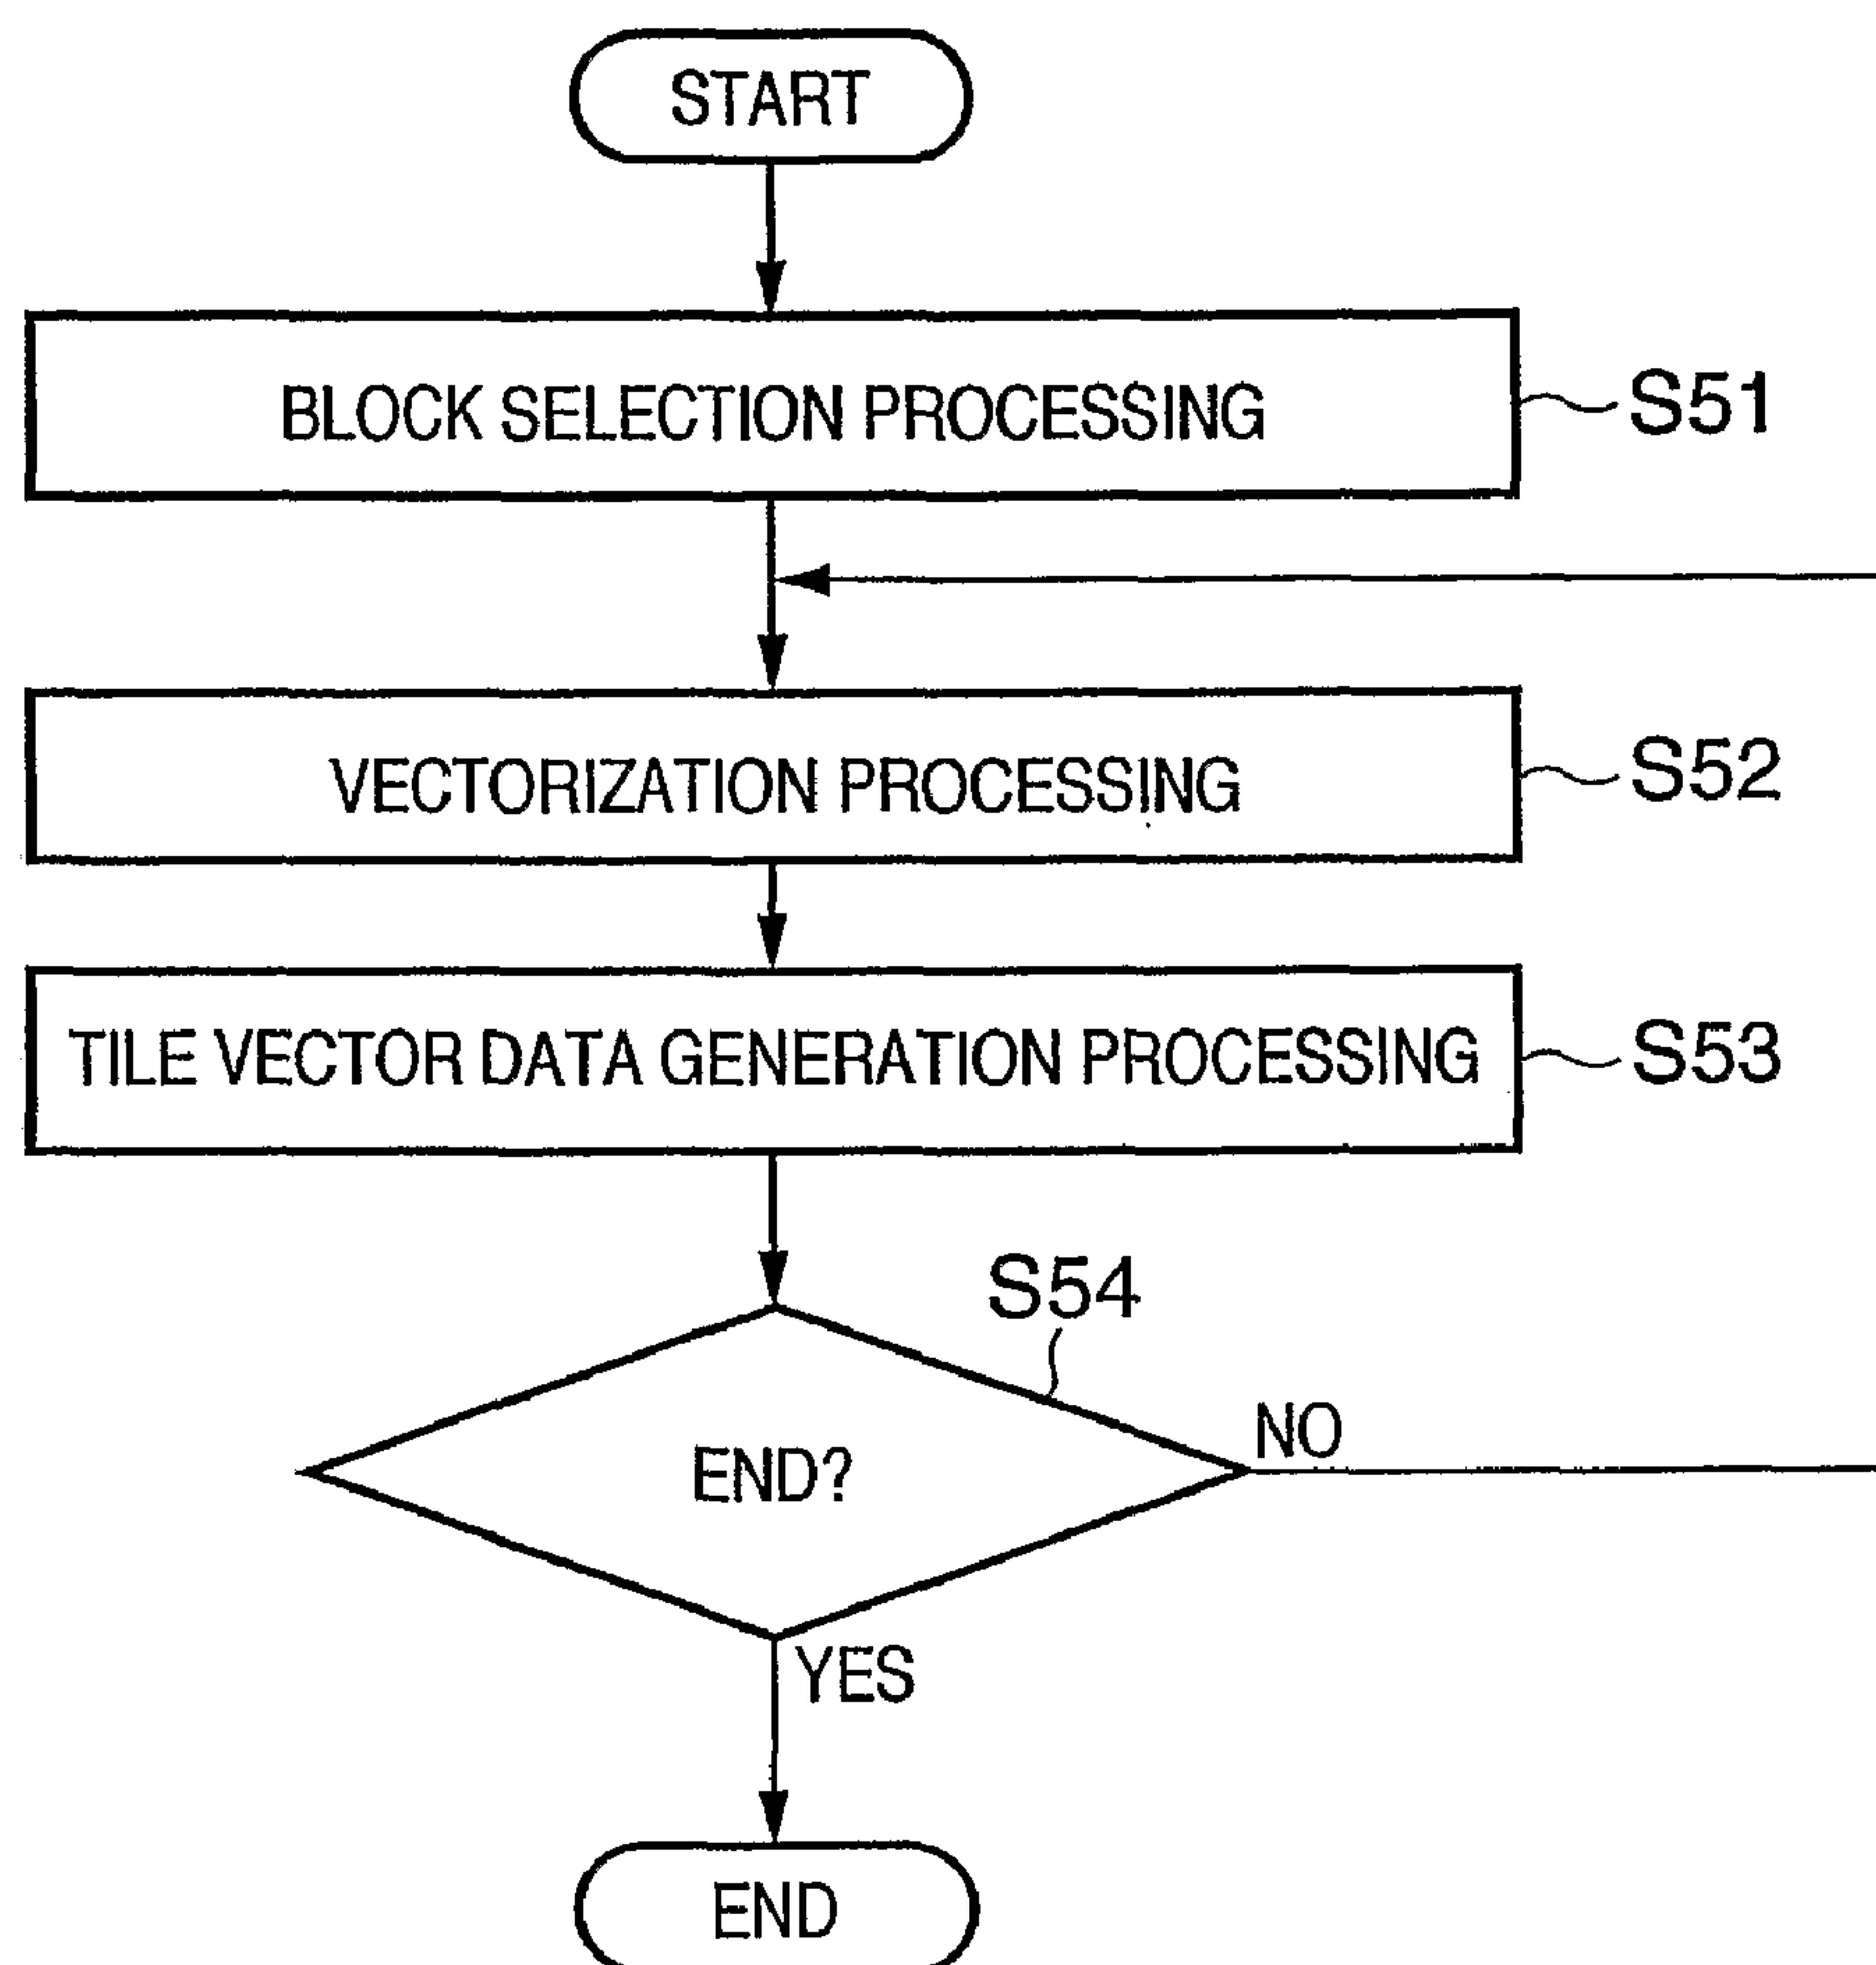 START
BLOCK SELECTION PROCESSING
S51
VECTORIZATION PROCESSING
S52
TILE VECTOR DATA GENERATION PROCESSING
S53
S54
END?
NO
YES
END